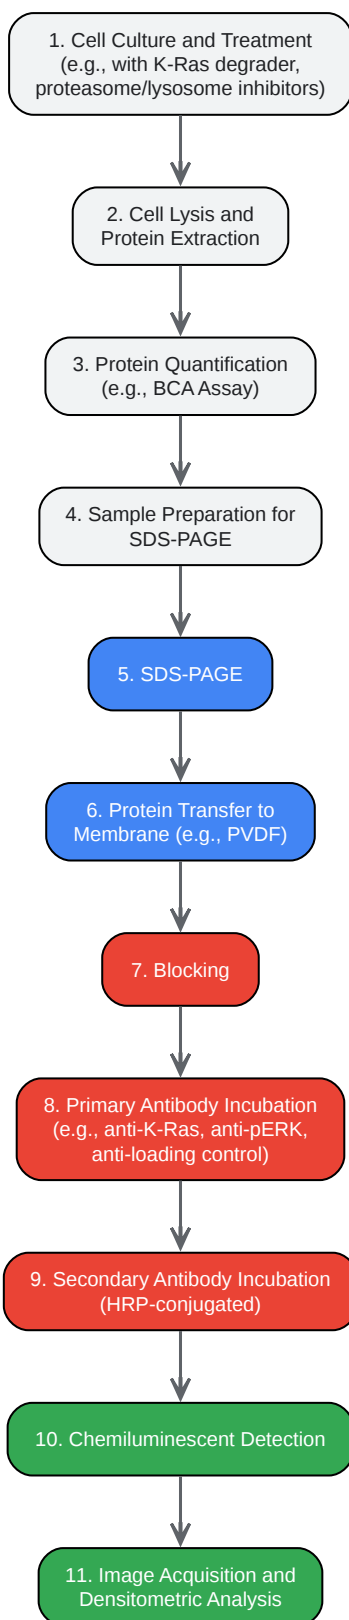 1. Cell Culture and Treatment
(e.g., with K-Ras degrader,
proteasome/lysosome inhibitors)
2. Cell Lysis and
Protein Extraction
3. Protein Quantification
(e.g., BCA Assay)
4. Sample Preparation for
SDS-PAGE
5. SDS-PAGE
6. Protein Transfer to
Membrane (e.g., PVDF)
7. Blocking
8. Primary Antibody Incubation
(e.g., anti-K-Ras, anti-pERK,
anti-loading control)
9. Secondary Antibody Incubation
(HRP-conjugated)
10. Chemiluminescent Detection
11. Image Acquisition and
Densitometric Analysis